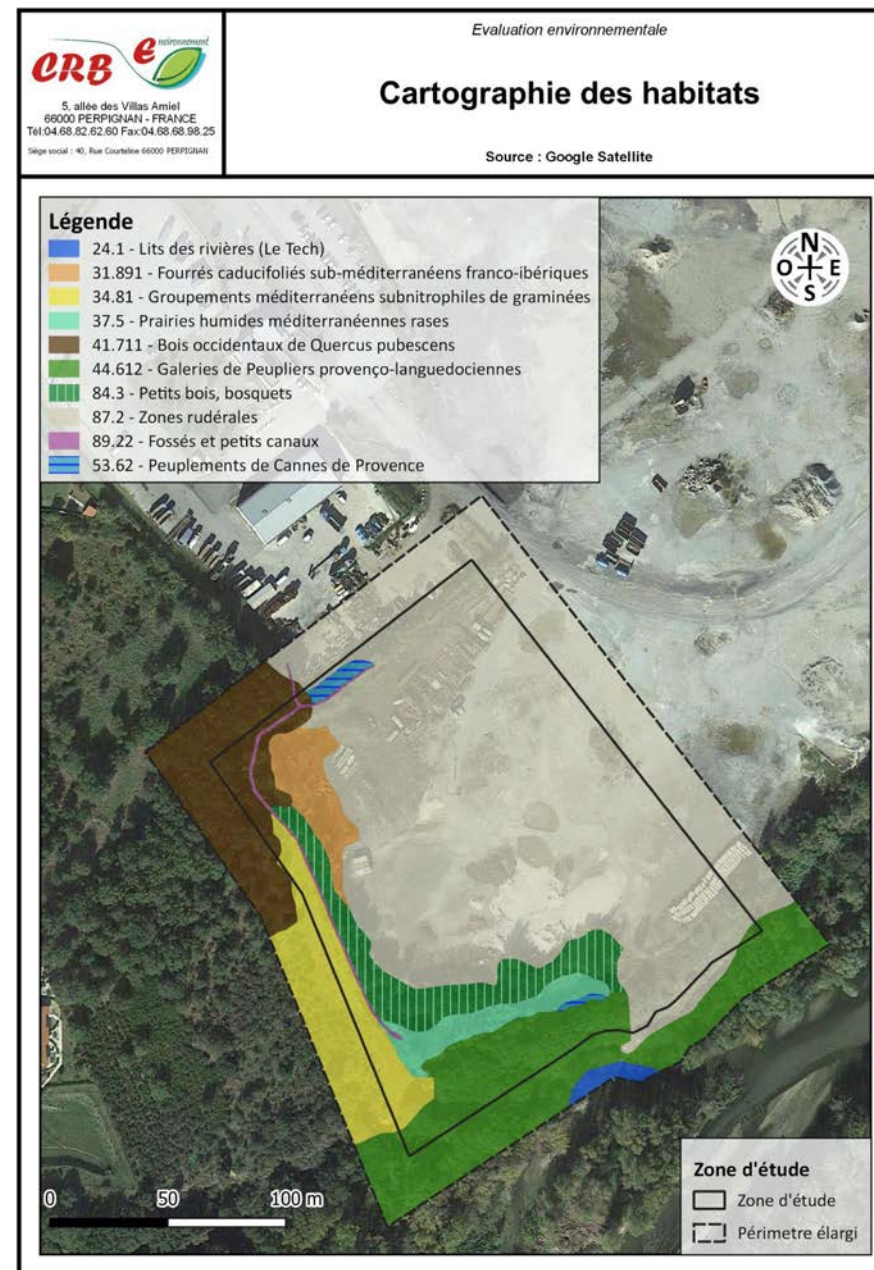 CRB Environnement
5, allée des Villas Amiel
66000 PERPIGNAN - FRANCE
Tél:04.68.82.62.60 Fax:04.68.68.98.25
Siège social : 40, Rue Courteline 66000 PERPIGNAN
Evaluation environnementale
Cartographie des habitats
Source : Google Satellite
Légende
24.1 - Lits des rivières (Le Tech)
31.891 - Fourrés caducifoliés sub-méditerranéens franco-ibériques
34.81 - Groupements méditerranéens subnitrophiles de graminées
37.5 - Prairies humides méditerranéennes rases
41.711 - Bois occidentaux de Quercus pubescens
44.612 - Galeries de Peupliers provenço-languedociennes
84.3 - Petits bois, bosquets
87.2 - Zones rudérales
89.22 - Fossés et petits canaux
53.62 - Peuplements de Cannes de Provence
N
O E
S
0 50 100 m
Zone d'étude
Zone d'étude
Périmetre élargi